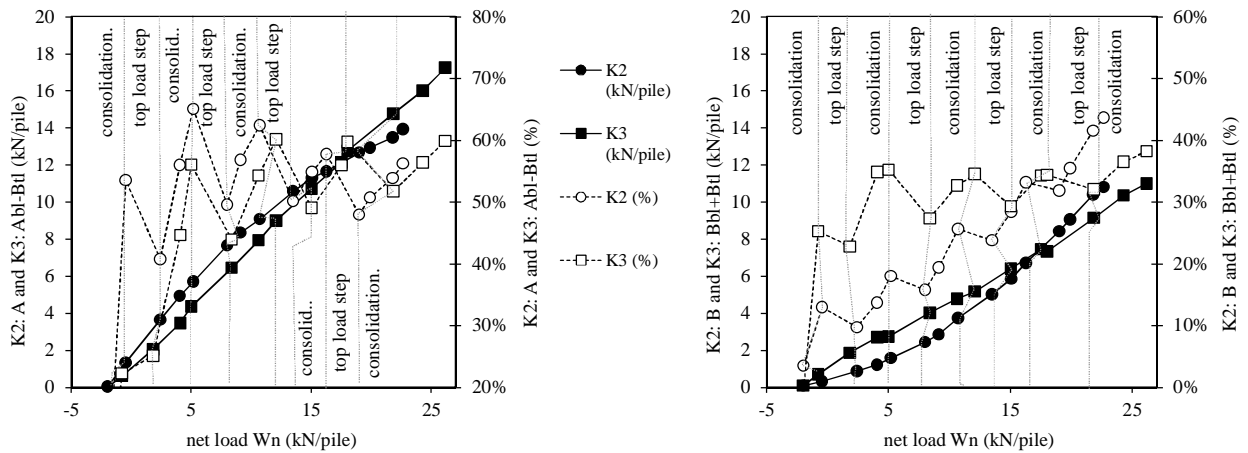 K2: A and K3: Abl-Btl (kN/pile)
20
18
16
14
12
10
8
6
4
2
0
consolidation.
top load step
consolid..
top load step
consolidation.
top load step
consolid..
top load step
consolidation.
80%
70%
60%
50%
40%
30%
20%
K2: A and K3: Abl-Btl (%)
-5 5 15 25
net load Wn (kN/pile)
K2
(kN/pile)
K3
(kN/pile)
K2 (%)
K3 (%)
K2: B and K3: Bbl+Btl (kN/pile)
20
18
16
14
12
10
8
6
4
2
0
consolidation
top load step
consolidation
top load step
consolidation
top load step
consolidation
top load step
consolidation
60%
50%
40%
30%
20%
10%
0%
K2: B and K3: Bbl+Btl (%)
-5 5 15 25
net load Wn (kN/pile)